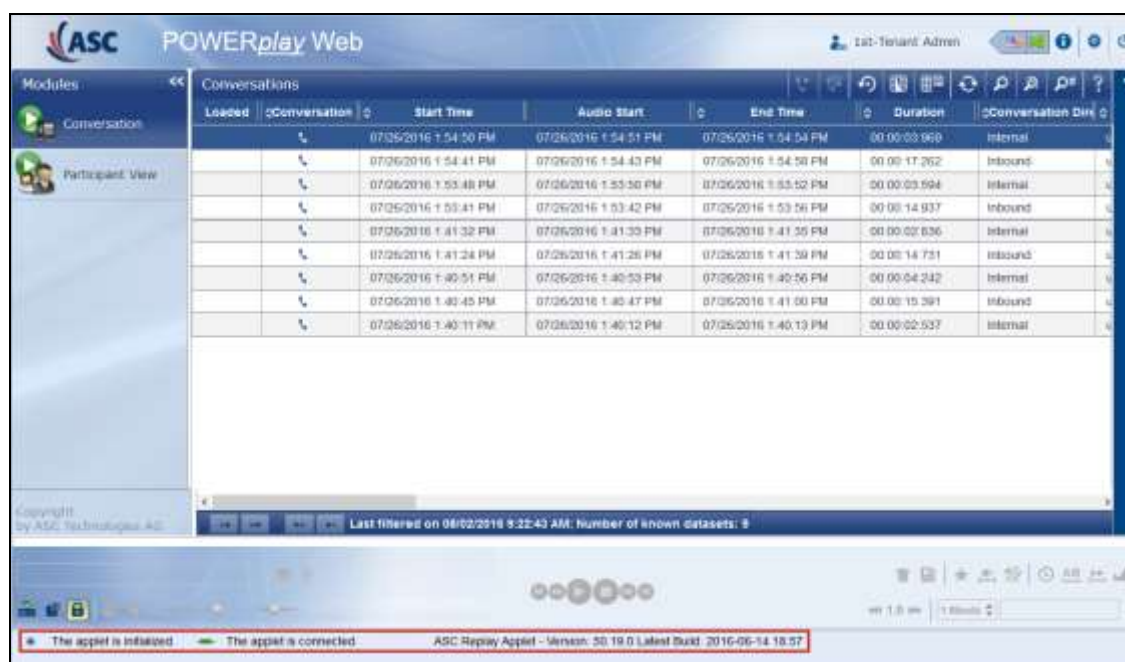 ASC POWERplay Web 1st-Tenant Admin
Modules << Conversations
Loaded Conversation Start Time Audio Start End Time Duration Conversation Dire
Conversation
Participant View
07/26/2016 1:54:50 PM 07/26/2016 1:54:51 PM 07/26/2016 1:54:54 PM 00:00:03.969 Internal
07/26/2016 1:54:41 PM 07/26/2016 1:54:43 PM 07/26/2016 1:54:58 PM 00:00:17.262 Inbound
07/26/2016 1:53:48 PM 07/26/2016 1:53:50 PM 07/26/2016 1:53:52 PM 00:00:03.594 Internal
07/26/2016 1:53:41 PM 07/26/2016 1:53:42 PM 07/26/2016 1:53:56 PM 00:00:14.937 Inbound
07/26/2016 1:41:32 PM 07/26/2016 1:41:33 PM 07/26/2016 1:41:35 PM 00:00:02.836 Internal
07/26/2016 1:41:24 PM 07/26/2016 1:41:26 PM 07/26/2016 1:41:39 PM 00:00:14.731 Inbound
07/26/2016 1:40:51 PM 07/26/2016 1:40:53 PM 07/26/2016 1:40:56 PM 00:00:04.242 Internal
07/26/2016 1:40:45 PM 07/26/2016 1:40:47 PM 07/26/2016 1:41:00 PM 00:00:15.391 Inbound
07/26/2016 1:40:11 PM 07/26/2016 1:40:12 PM 07/26/2016 1:40:13 PM 00:00:02.537 Internal
Copyright
by ASC Technologies AG
Last filtered on 08/02/2016 9:22:43 AM: Number of known datasets: 9
1.0
The applet is initialized The applet is connected ASC Replay Applet - Version: 50.19.0 Latest Build: 2016-06-14 18:57